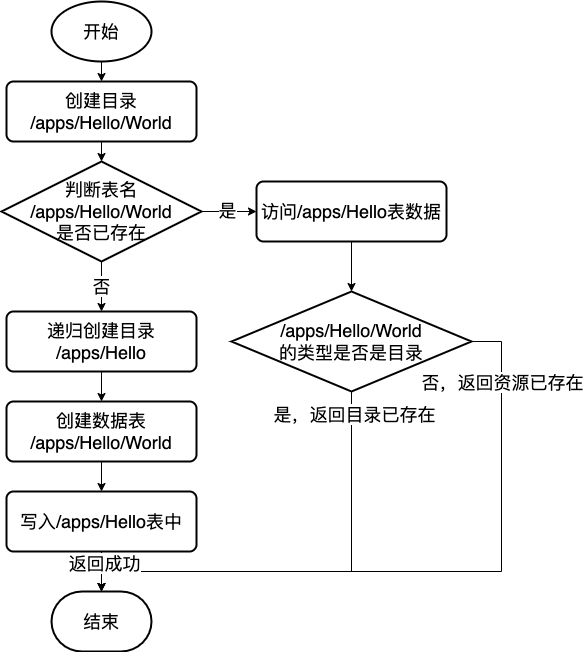 开始
创建目录
/apps/Hello/World
判断表名
/apps/Hello/World
是否已存在
是
访问/apps/Hello表数据
否
递归创建目录
/apps/Hello
/apps/Hello/World
的类型是否是目录
否，返回资源已存在
是，返回目录已存在
创建数据表
/apps/Hello/World
写入/apps/Hello表中
返回成功
结束